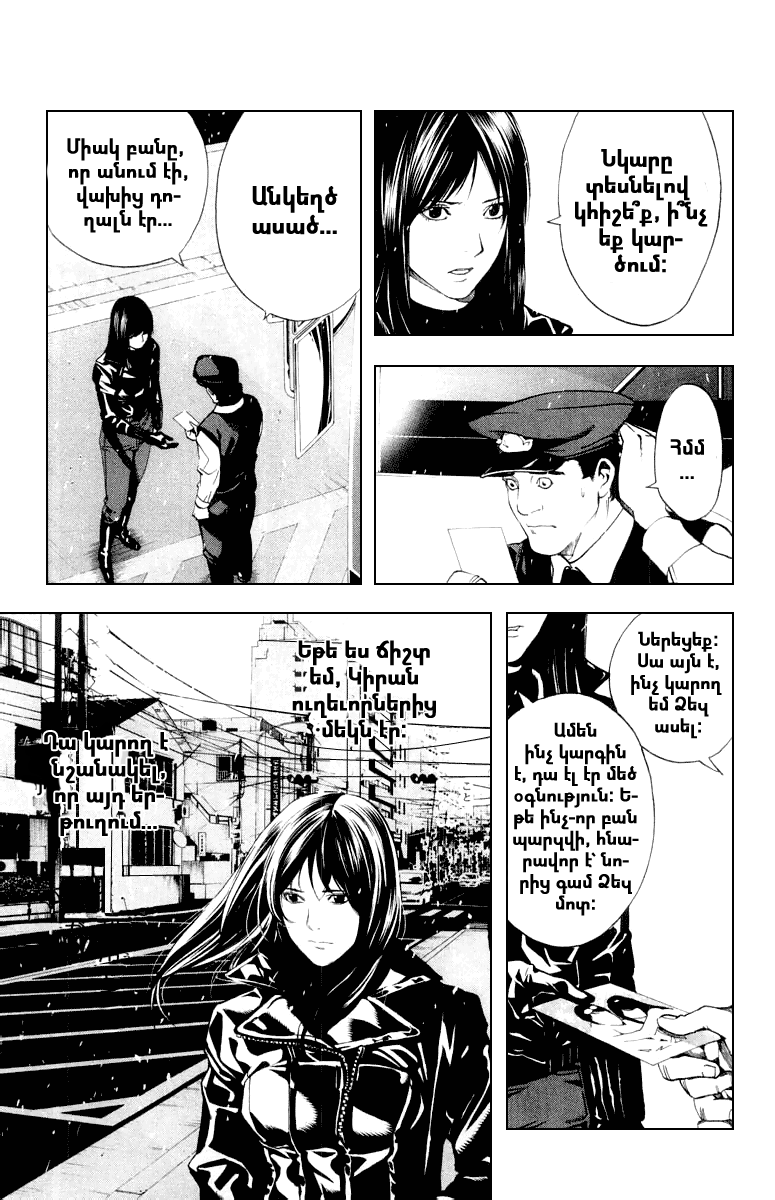 Նկարը
տեսնելով
կհիշե՞ք, ի՞նչ
եք կար-
ծում:
Հմմ
...
Անկեղծ
ասած...
Միակ բանը,
որ անում էի,
վախից դո-
ղալն էր...
Ներեցեք:
Սա այն է,
ինչ կարող
եմ Ձեզ
ասել:
Ամեն
ինչ կարգին
է, դա էլ էր մեծ
օգնություն: Ե-
թե ինչ-որ բան
պարզվի, հնա-
րավոր է՝ նո-
րից գամ Ձեզ
մոտ:
Եթե ես ճիշտ
եմ, Կիրան
ուղեւորներից
մեկն էր:
Դա կարող է
նշանակել,
որ այդ եր-
թուղում...